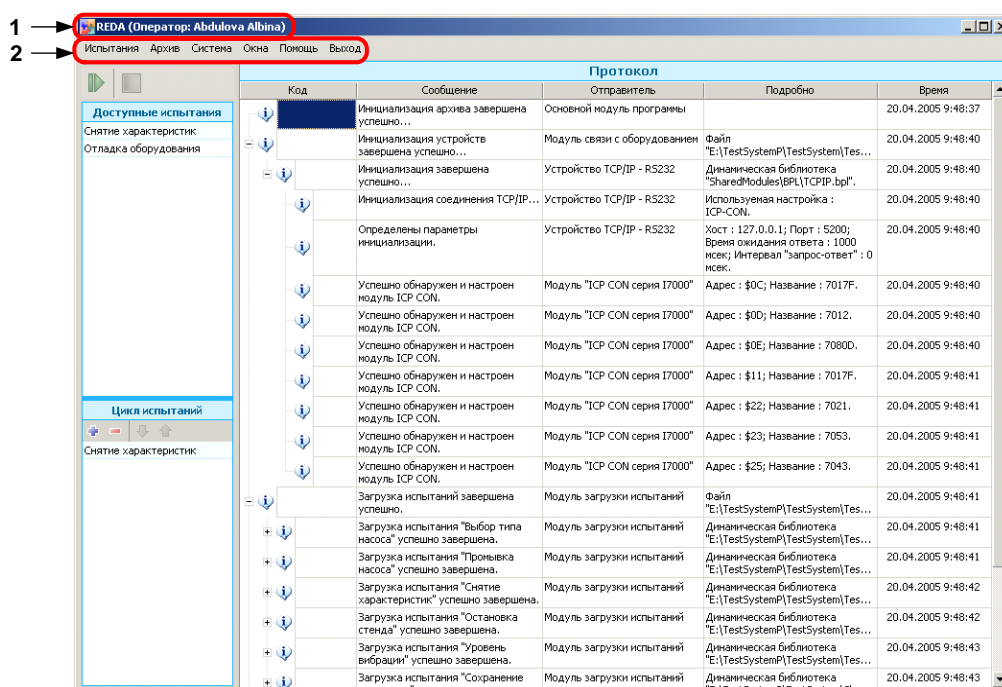 1
REDA (Оператор: Abdulova Albina)
2
Испытания Архив Система Окна Помощь Выход
Доступные испытания
Снятие характеристик
Отладка оборудования
Цикл испытаний
Снятие характеристик
Протокол
Код Сообщение Отправитель Подробно Время
Инициализация архива завершена Основной модуль программы 20.04.2005 9:48:37
успешно...
Инициализация устройств Модуль связи с оборудованием Файл 20.04.2005 9:48:40
завершена успешно... "E:\TestSystemP\TestSystem\Tes...
Инициализация завершена Устройство TCP/IP - RS232 Динамическая библиотека 20.04.2005 9:48:40
успешно... "SharedModules\BPL\TCPIP.bpl".
Инициализация соединения TCP/IP... Устройство TCP/IP - RS232 Используемая настройка : 20.04.2005 9:48:40
ICP-CON.
Определены параметры Устройство TCP/IP - RS232 Хост : 127.0.0.1; Порт : 5200; 20.04.2005 9:48:40
инициализации. Время ожидания ответа : 1000
мсек; Интервал "запрос-ответ" : 0
мсек.
Успешно обнаружен и настроен Модуль "ICP CON серия I7000" Адрес : $0C; Название : 7017F. 20.04.2005 9:48:40
модуль ICP CON.
Успешно обнаружен и настроен Модуль "ICP CON серия I7000" Адрес : $0D; Название : 7012. 20.04.2005 9:48:40
модуль ICP CON.
Успешно обнаружен и настроен Модуль "ICP CON серия I7000" Адрес : $0E; Название : 7080D. 20.04.2005 9:48:40
модуль ICP CON.
Успешно обнаружен и настроен Модуль "ICP CON серия I7000" Адрес : $11; Название : 7017F. 20.04.2005 9:48:41
модуль ICP CON.
Успешно обнаружен и настроен Модуль "ICP CON серия I7000" Адрес : $22; Название : 7021. 20.04.2005 9:48:41
модуль ICP CON.
Успешно обнаружен и настроен Модуль "ICP CON серия I7000" Адрес : $23; Название : 7053. 20.04.2005 9:48:41
модуль ICP CON.
Успешно обнаружен и настроен Модуль "ICP CON серия I7000" Адрес : $25; Название : 7043. 20.04.2005 9:48:41
модуль ICP CON.
Загрузка испытаний завершена Модуль загрузки испытаний Файл 20.04.2005 9:48:41
успешно. "E:\TestSystemP\TestSystem\Tes...
Загрузка испытания "Выбор типа Модуль загрузки испытаний Динамическая библиотека 20.04.2005 9:48:41
насоса" успешно завершена. "E:\TestSystemP\TestSystem\Tes...
Загрузка испытания "Промывка Модуль загрузки испытаний Динамическая библиотека 20.04.2005 9:48:41
насоса" успешно завершена. "E:\TestSystemP\TestSystem\Tes...
Загрузка испытания "Снятие Модуль загрузки испытаний Динамическая библиотека 20.04.2005 9:48:42
характеристик" успешно завершена. "E:\TestSystemP\TestSystem\Tes...
Загрузка испытания "Остановка Модуль загрузки испытаний Динамическая библиотека 20.04.2005 9:48:42
стенда" успешно завершена. "E:\TestSystemP\TestSystem\Tes...
Загрузка испытания "Уровень Модуль загрузки испытаний Динамическая библиотека 20.04.2005 9:48:43
вибрации" успешно завершена. "E:\TestSystemP\TestSystem\Tes...
Загрузка испытания "Сохранение Модуль загрузки испытаний Динамическая библиотека 20.04.2005 9:48:43